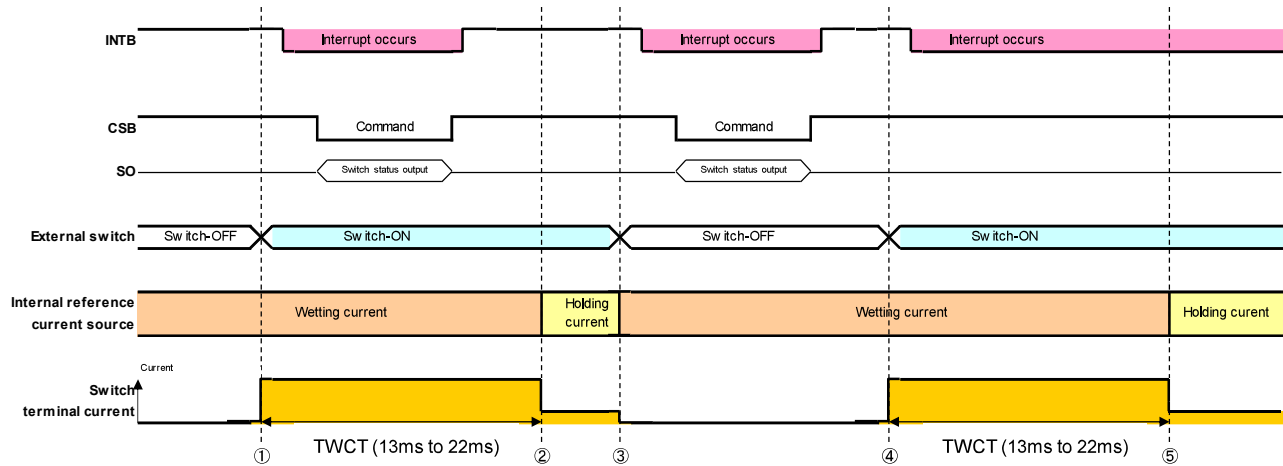 INTB
Interrupt occurs
Interrupt occurs
Interrupt occurs
CSB
Command
Command
SO
Switch status output
Switch status output
External switch
Switch-OFF
Switch-ON
Switch-OFF
Switch-ON
Internal reference
current source
Wetting current
Holding
current
Wetting current
Holding curent
Switch
terminal current
Current
TWCT (13ms to 22ms)
TWCT (13ms to 22ms)
① ② ③ ④ ⑤